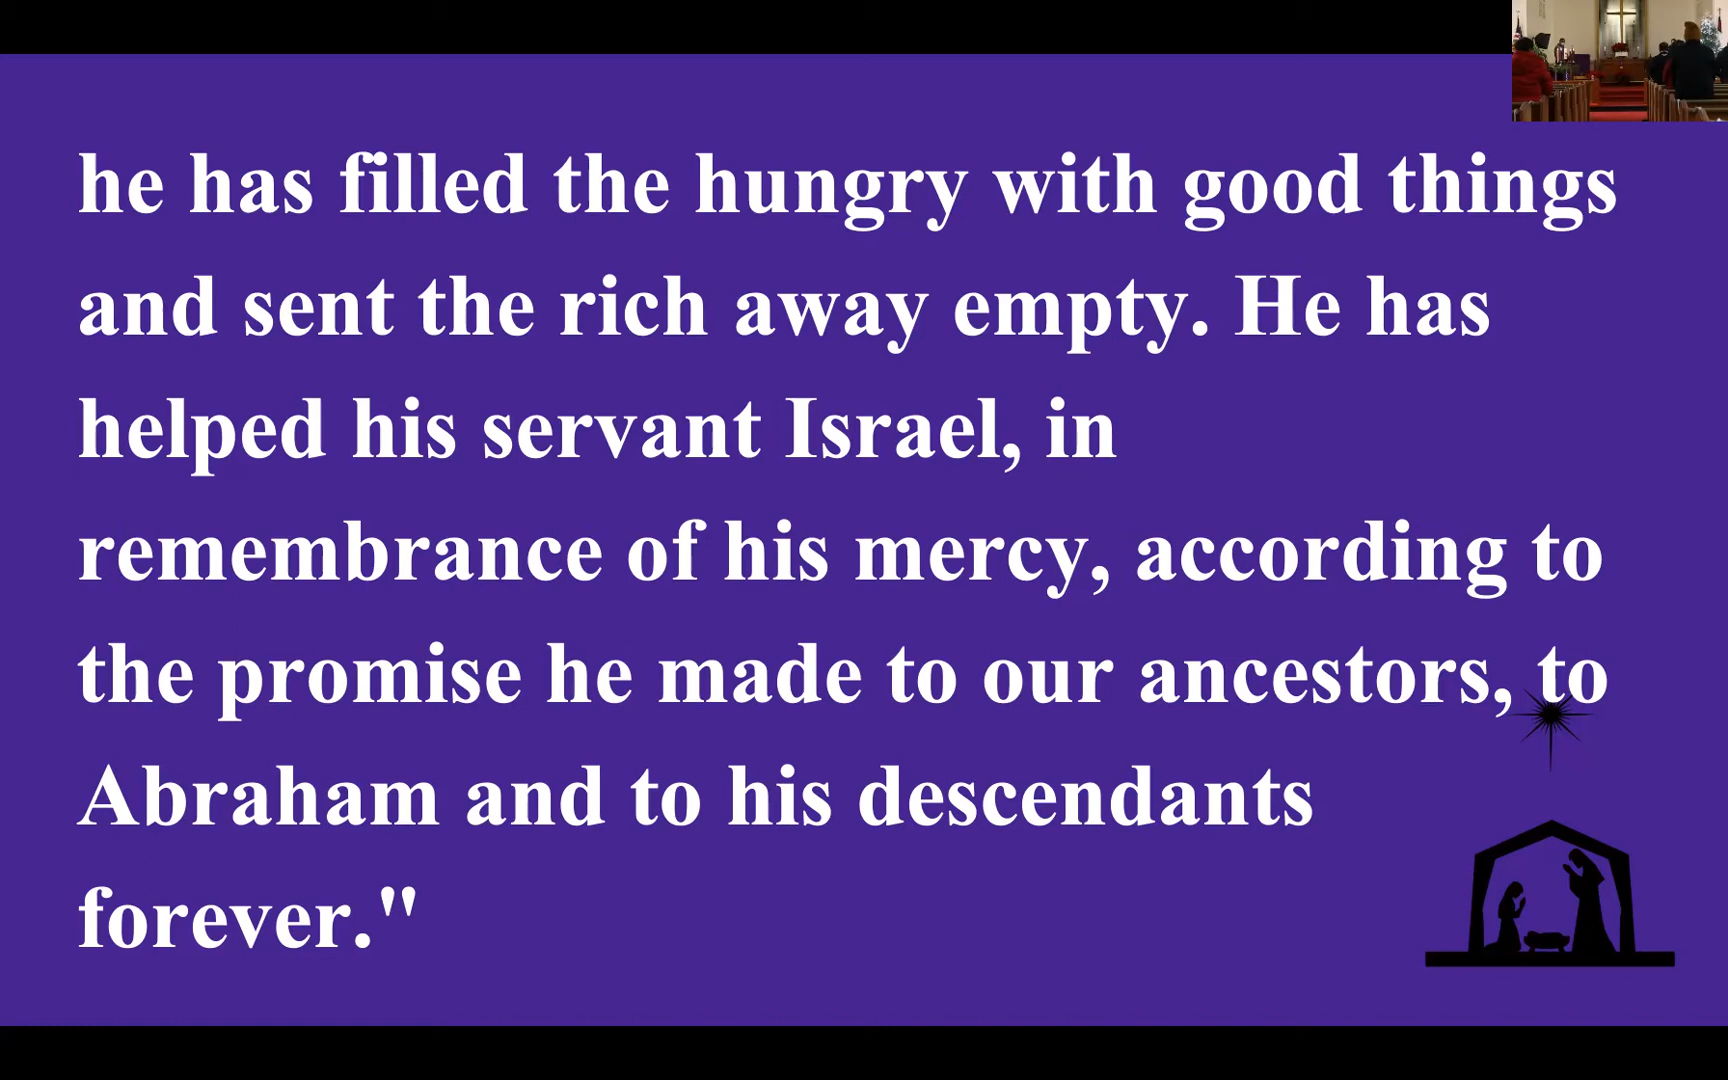 he has filled the hungry with good things
and sent the rich away empty. He has
helped his servant Israel, in
remembrance of his mercy, according to
the promise he made to our ancestors, to
Abraham and to his descendants
forever."